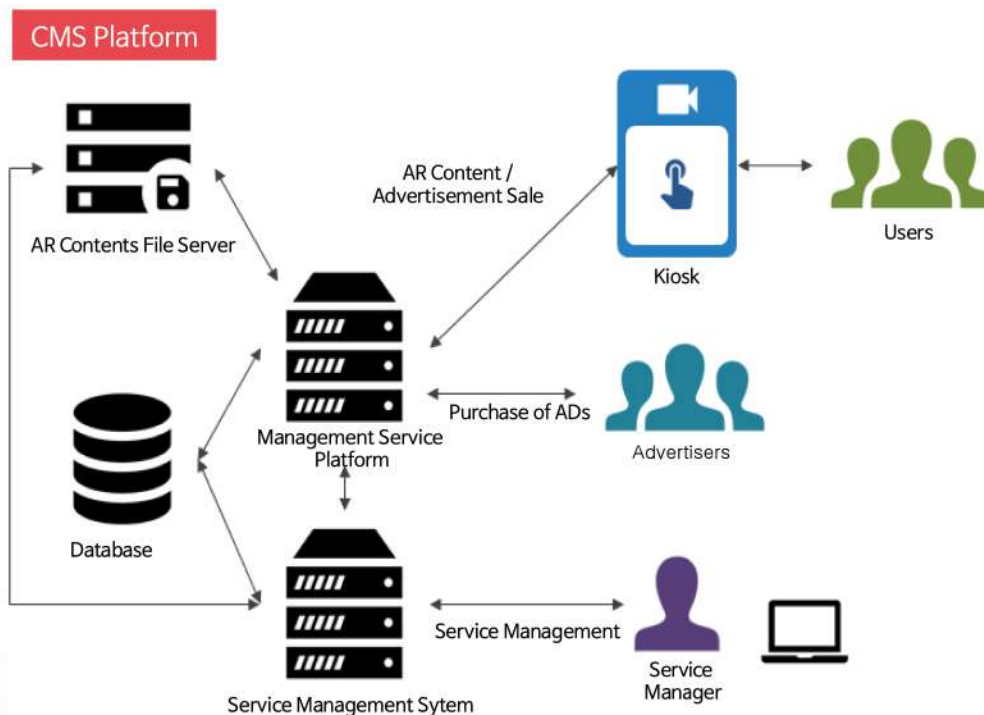 CMS Platform
AR Contents File Server
AR Content /
Advertisement Sale
Kiosk
Users
Management Service
Platform
Purchase of ADs
Advertisers
Database
Service Management Sytem
Service Management
Service
Manager